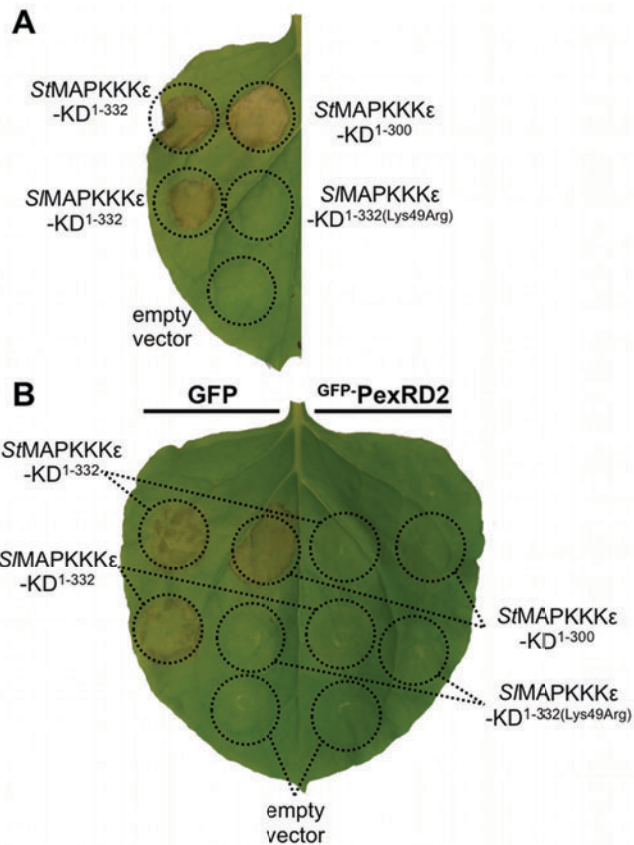 A
StMAPKKKε
-KD1-332
StMAPKKKε
-KD1-300
SlMAPKKKε
-KD1-332
SlMAPKKKε
-KD1-332(Lys49Arg)
empty
vector
B
GFP
GFP-PexRD2
StMAPKKKε
-KD1-332
SlMAPKKKε
-KD1-332
StMAPKKKε
-KD1-300
SlMAPKKKε
-KD1-332(Lys49Arg)
empty
vector